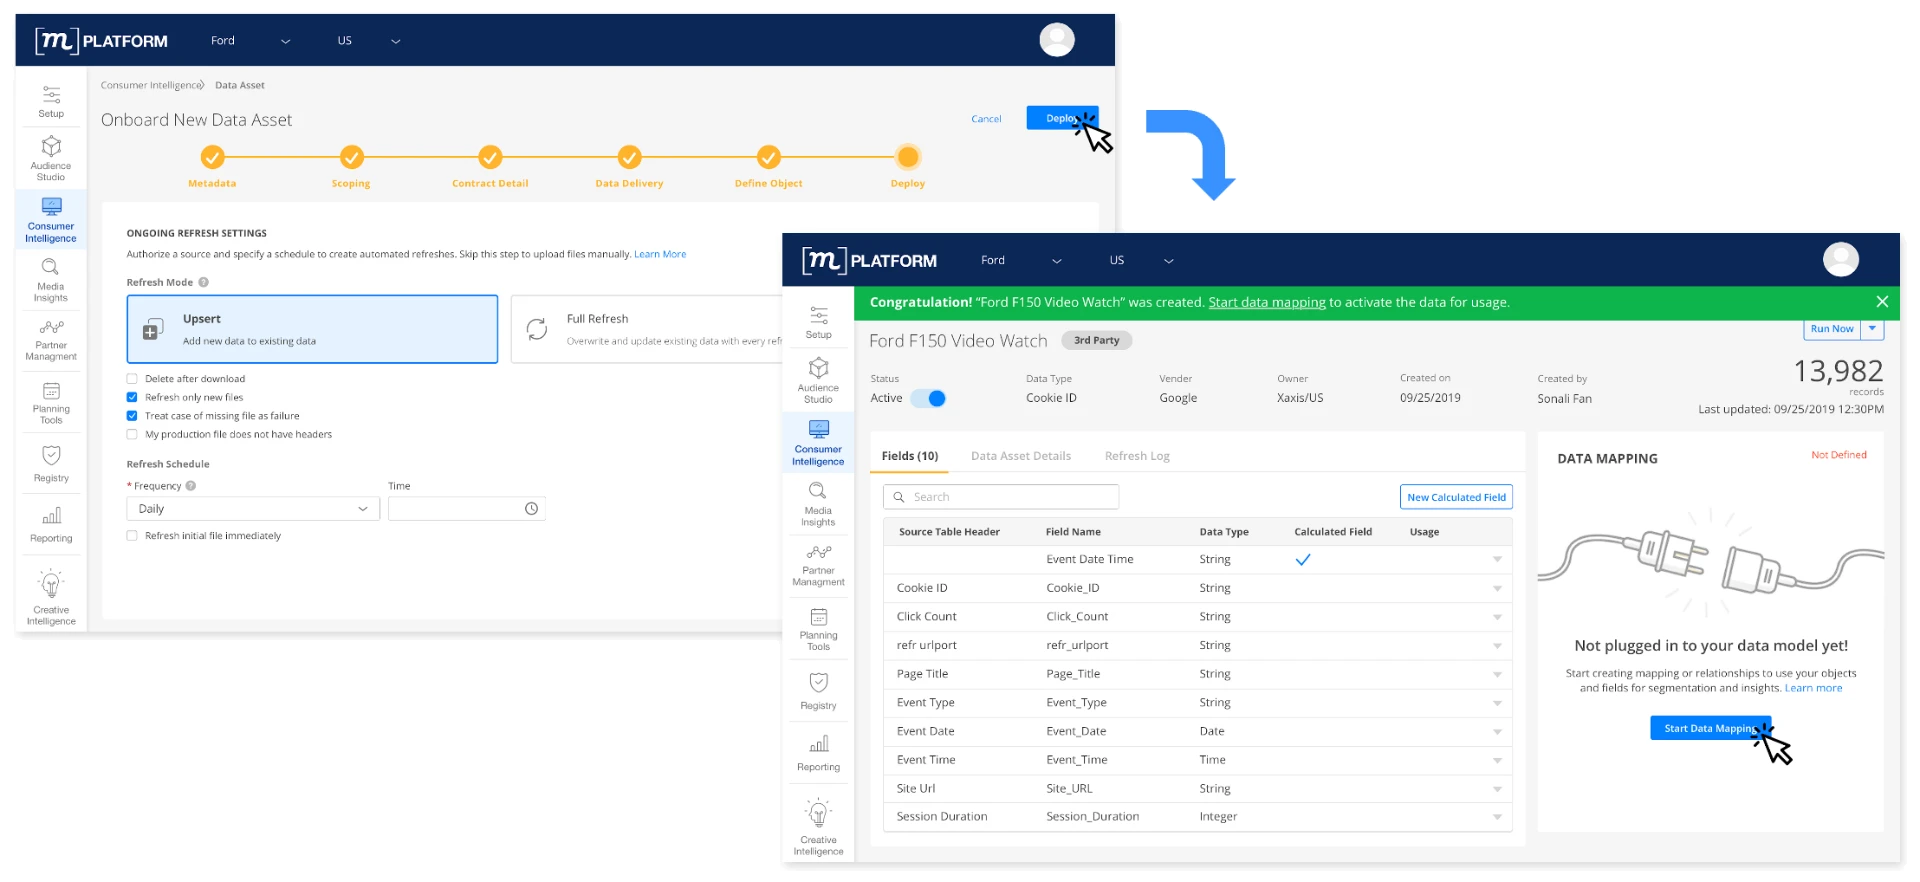 [m] PLATFORM
Ford
US
Setup
Audience
Studio
Consumer
Intelligence
Media
Insights
Partner
Managment
Planning
Tools
Registry
Reporting
Creative
Intelligence
Consumer Intelligence
Data Asset
Onboard New Data Asset
Cancel
Deploy
Metadata
Scoping
Contract Detail
Data Delivery
Define Object
Deploy
ONGOING REFRESH SETTINGS
Authorize a source and specify a schedule to create automated refreshes. Skip this step to upload files manually. Learn More
Refresh Mode ?
Upsert
Add new data to existing data
Full Refresh
Overwrite and update existing data with every
Delete after download
Refresh only new files
Treat case of missing file as failure
My production file does not have headers
Refresh Schedule
* Frequency ?
Time
Daily
Refresh initial file immediately
[m] PLATFORM
Ford
US
Setup
Audience
Studio
Consumer
Intelligence
Media
Insights
Partner
Managment
Planning
Tools
Registry
Reporting
Creative
Intelligence
Congratulation! “Ford F150 Video Watch” was created. Start data mapping to activate the data for usage.
Ford F150 Video Watch
3rd Party
Run Now
13,982
records
Last updated: 09/25/2019 12:30PM
Status
Active
Data Type
Cookie ID
Vender
Google
Owner
Xaxis/US
Created on
09/25/2019
Created by
Sonali Fan
Fields (10)
Data Asset Details
Refresh Log
Search
New Calculated Field
Source Table Header Field Name Data Type Calculated Field Usage
Event Date Time String
Cookie ID Cookie_ID String
Click Count Click_Count String
refr urlport refr_urlport String
Page Title Page_Title String
Event Type Event_Type String
Event Date Event_Date Date
Event Time Event_Time Time
Site Url Site_URL String
Session Duration Session_Duration Integer
DATA MAPPING
Not Defined
Not plugged in to your data model yet!
Start creating mapping or relationships to use your objects
and fields for segmentation and insights. Learn more
Start Data Mapping